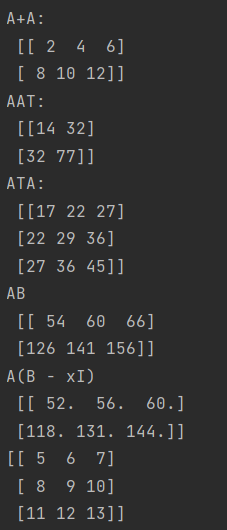 A+A:
[[ 2  4  6]
[ 8 10 12]]
AAT:
[[14 32]
[32 77]]
ATA:
[[17 22 27]
[22 29 36]
[27 36 45]]
AB
[[ 54  60  66]
[126 141 156]]
A(B - xI)
[[ 52.  56.  60.]
[118. 131. 144.]]
[[ 5  6  7]
[ 8  9 10]
[11 12 13]]